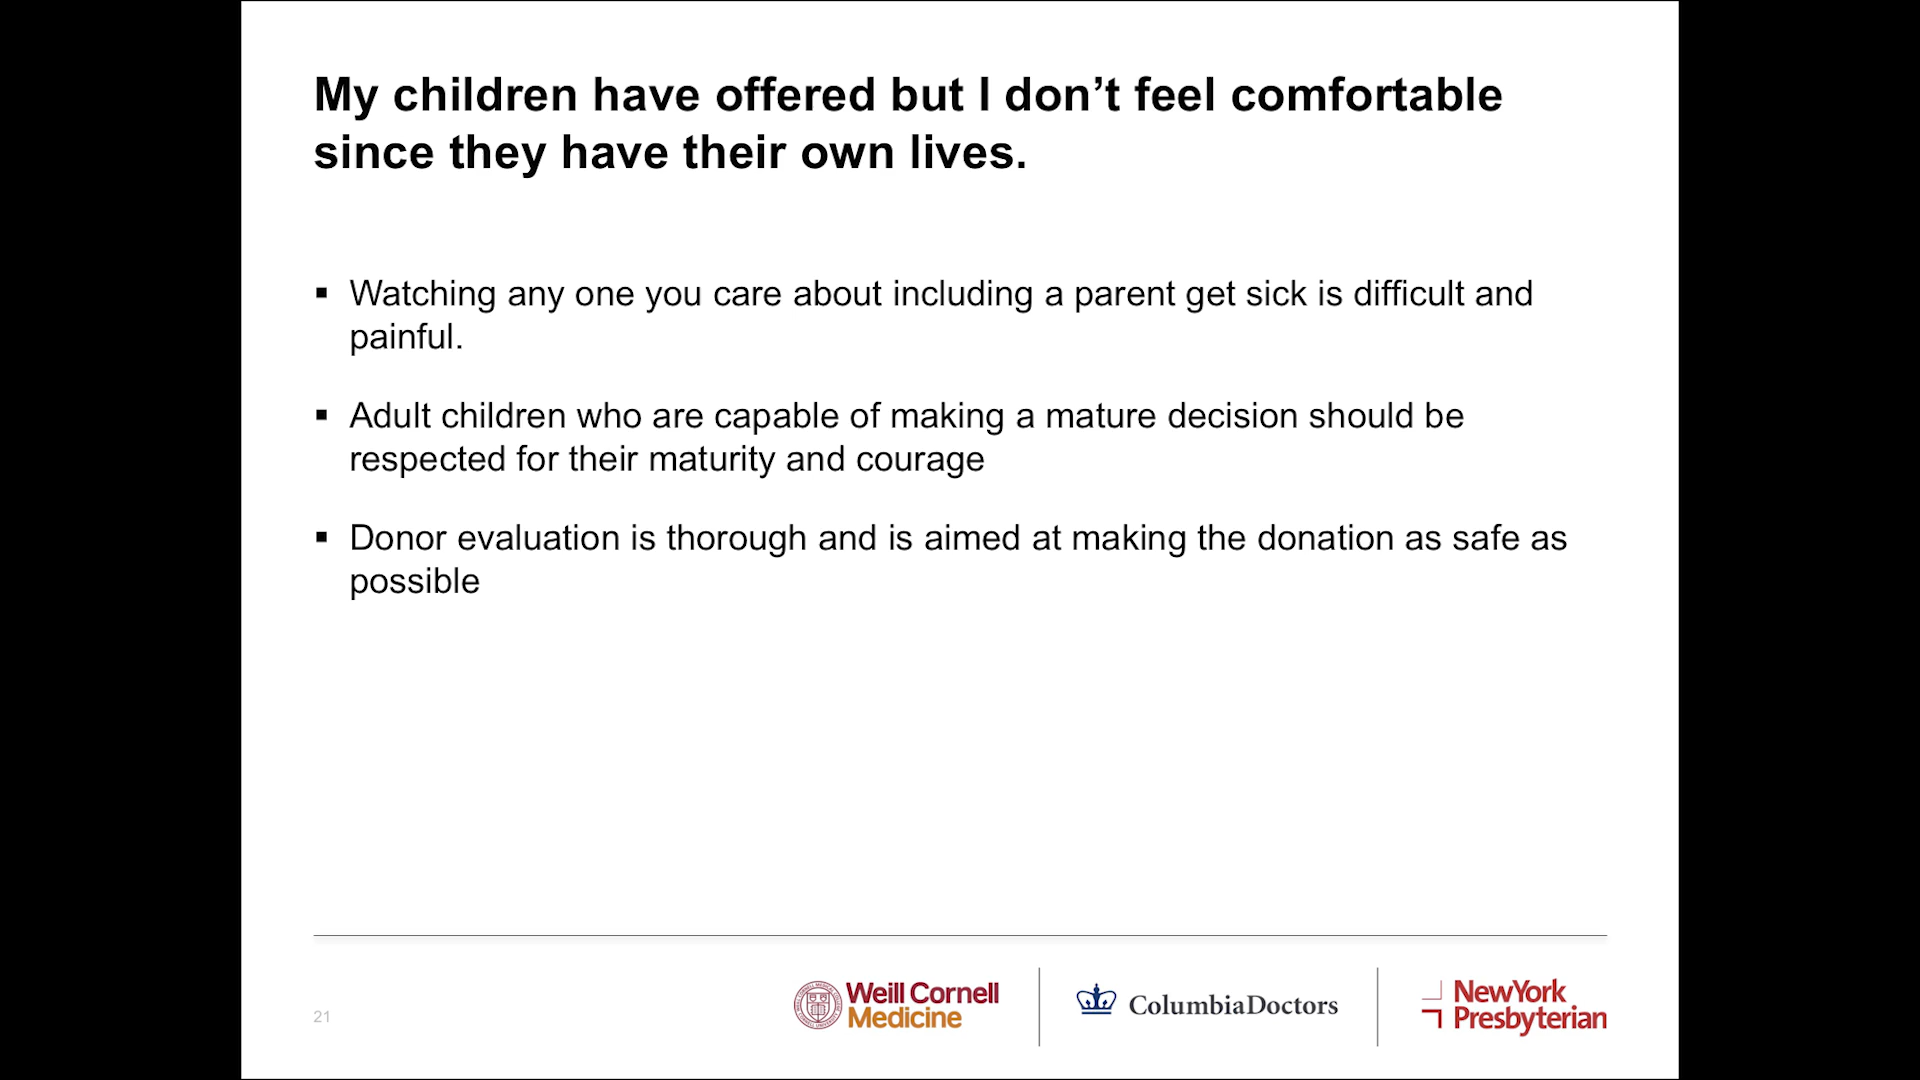 My children have offered but I don’t feel comfortable
since they have their own lives.
▪ Watching any one you care about including a parent get sick is difficult and
painful.
▪ Adult children who are capable of making a mature decision should be
respected for their maturity and courage
▪ Donor evaluation is thorough and is aimed at making the donation as safe as
possible
21
Weill Cornell
Medicine
ColumbiaDoctors
NewYork
Presbyterian